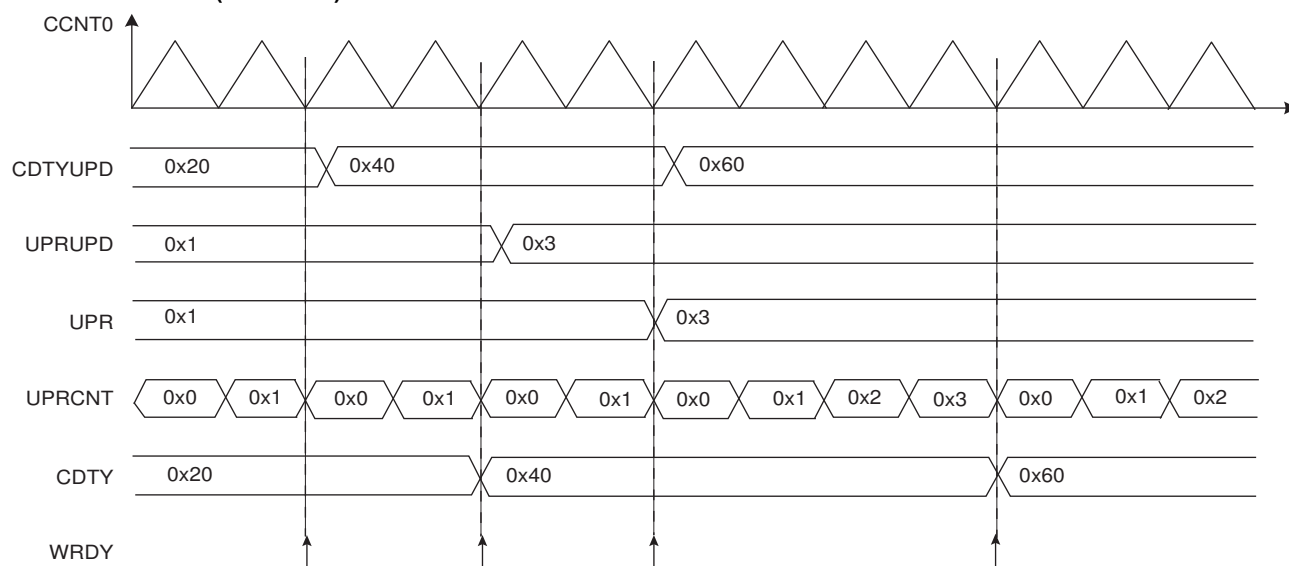 CCNT0
CDTYUPD 0x20 0x40 0x60
UPRUPD 0x1 0x3
UPR 0x1 0x3
UPRCNT 0x0 0x1 0x0 0x1 0x0 0x1 0x0 0x1 0x2 0x3 0x0 0x1 0x2
CDTY 0x20 0x40 0x60
WRDY